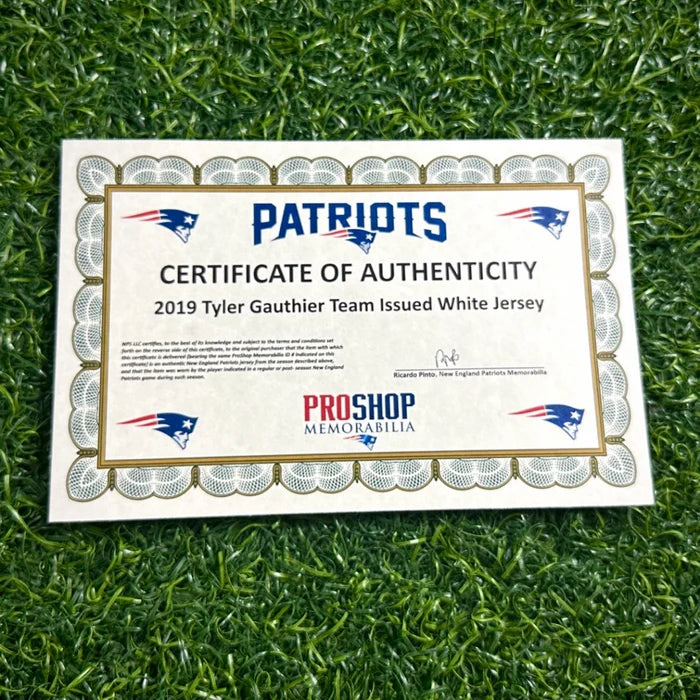 PATRIOTS
CERTIFICATE OF AUTHENTICITY
2019 Tyler Gauthier Team Issued White Jersey
NPS LLC certifies, to the best of its knowledge and subject to the terms and conditions set
forth on the reverse side of this certificate, to the original purchaser that the item with which
this certificate is delivered (bearing the same ProShop Memorabilia ID # indicated on this
certificate) is an authentic New England Patriots jersey from the season described above,
and that the item was worn by the player indicated in a regular or post- season New England
Patriots game during such season.
Ricardo Pinto, New England Patriots Memorabilia
PROSHOP
MEMORABILIA